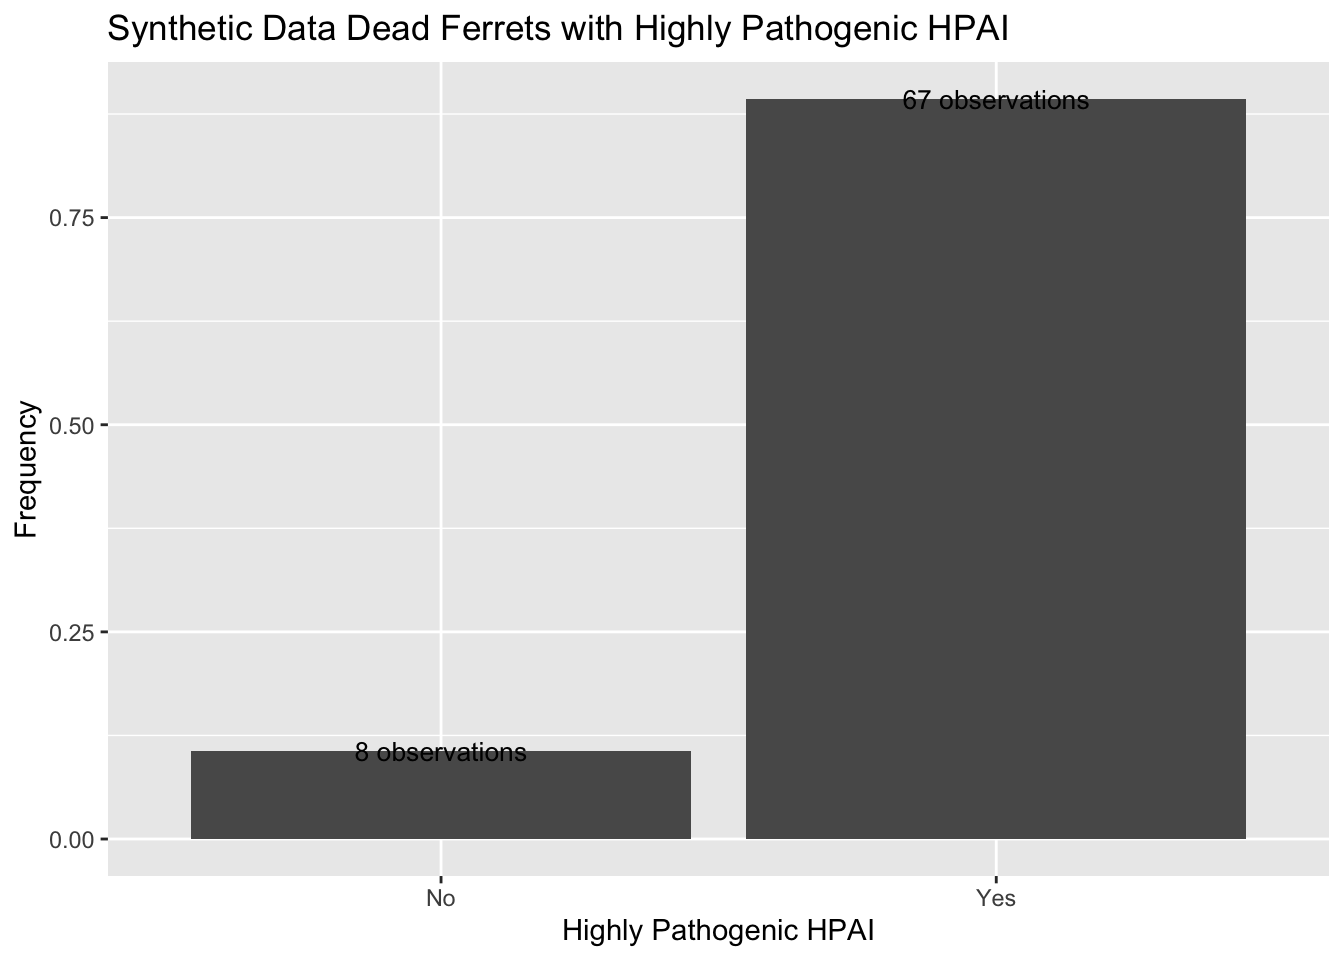 Synthetic Data Dead Ferrets with Highly Pathogenic HPAI
67 observations
0.75
0.50
Frequency
0.25
8 observations
0.00
No
Yes
Highly Pathogenic HPAI